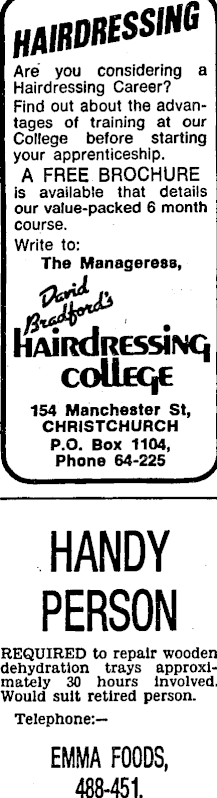 HAIRDRESSING
Are you considering a
Hairdressing Career?
Find out about the advan-
tages of training at our
College before starting
your apprenticeship.
A FREE BROCHURE
is available that details
our value-packed 6 month
course.
Write to:
The Manageress,
David
Bradford's
HAIRdRESSING
COLLEGE
154 Manchester St,
CHRISTCHURCH
P.O. Box 1104,
Phone 64-225
HANDY
PERSON
REQUIRED to repair wooden
dehydration trays approxi-
mately 30 hours involved.
Would suit retired person.
Telephone:—
EMMA FOODS,
488-451.